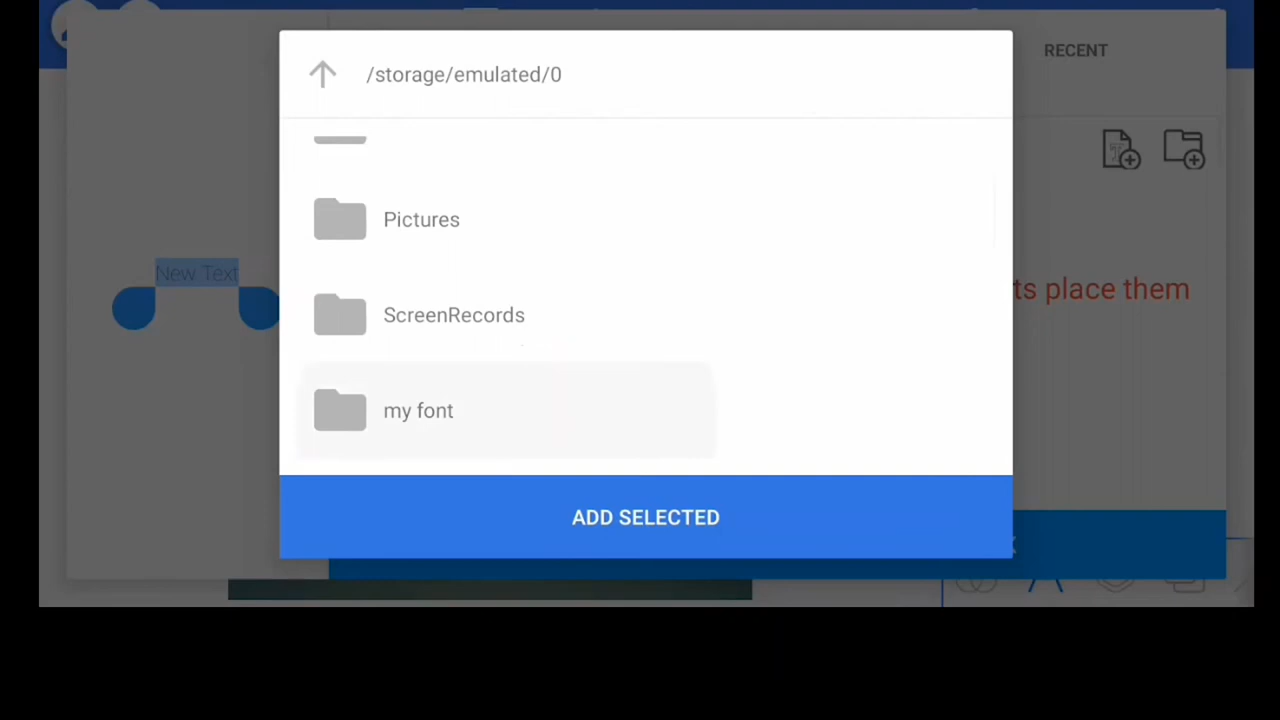 /storage/emulated/0
RECENT
Pictures
New Text
ts place them
ScreenRecords
my font
ADD SELECTED